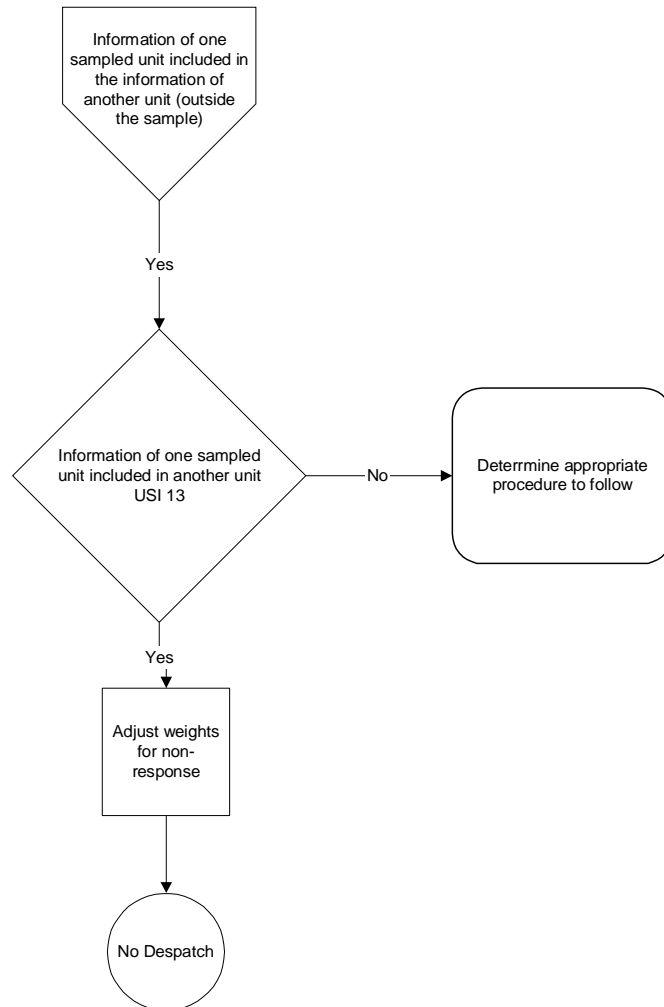 Information of one
sampled unit included in
the information of
another unit (outside
the sample)
Yes
Information of one sampled
unit included in another unit
USI 13
No
Deterrmine appropriate
procedure to follow
Yes
Adjust weights
for non-
response
No Despatch